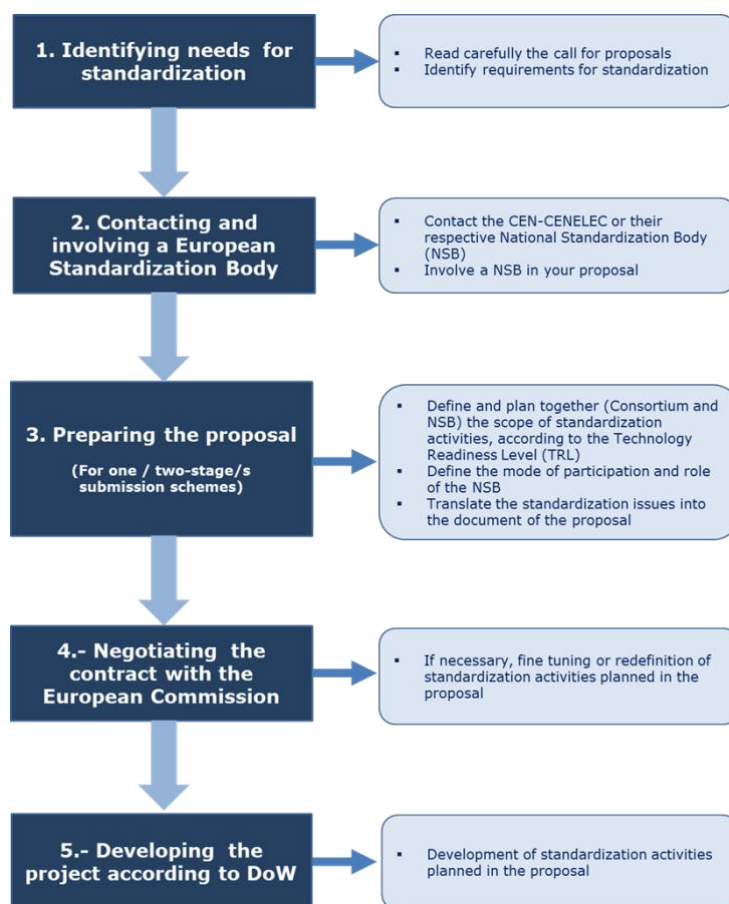 1. Identifying needs for
standardization
▪ Read carefully the call for proposals
▪ Identify requirements for standardization
2. Contacting and
involving a European
Standardization Body
▪ Contact the CEN-CENELEC or their
respective National Standardization Body
(NSB)
▪ Involve a NSB in your proposal
3. Preparing the proposal
(For one / two-stage/s
submission schemes)
▪ Define and plan together (Consortium and
NSB) the scope of standardization
activities, according to the Technology
Readiness Level (TRL)
▪ Define the mode of participation and role
of the NSB
▪ Translate the standardization issues into
the document of the proposal
4.- Negotiating the
contract with the
European Commission
▪ If necessary, fine tuning or redefinition of
standardization activities planned in the
proposal
5.- Developing the
project according to DoW
▪ Development of standardization activities
planned in the proposal